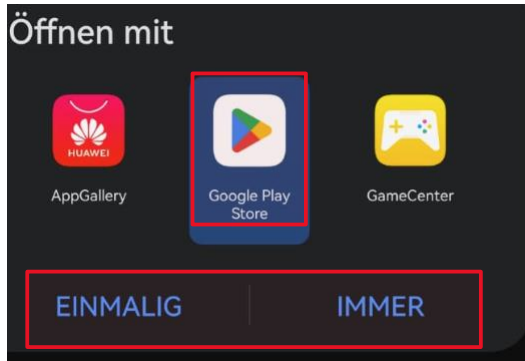 Öffnen mit
HUAWEI
AppGallery
Google Play
Store
GameCenter
EINMALIG
IMMER